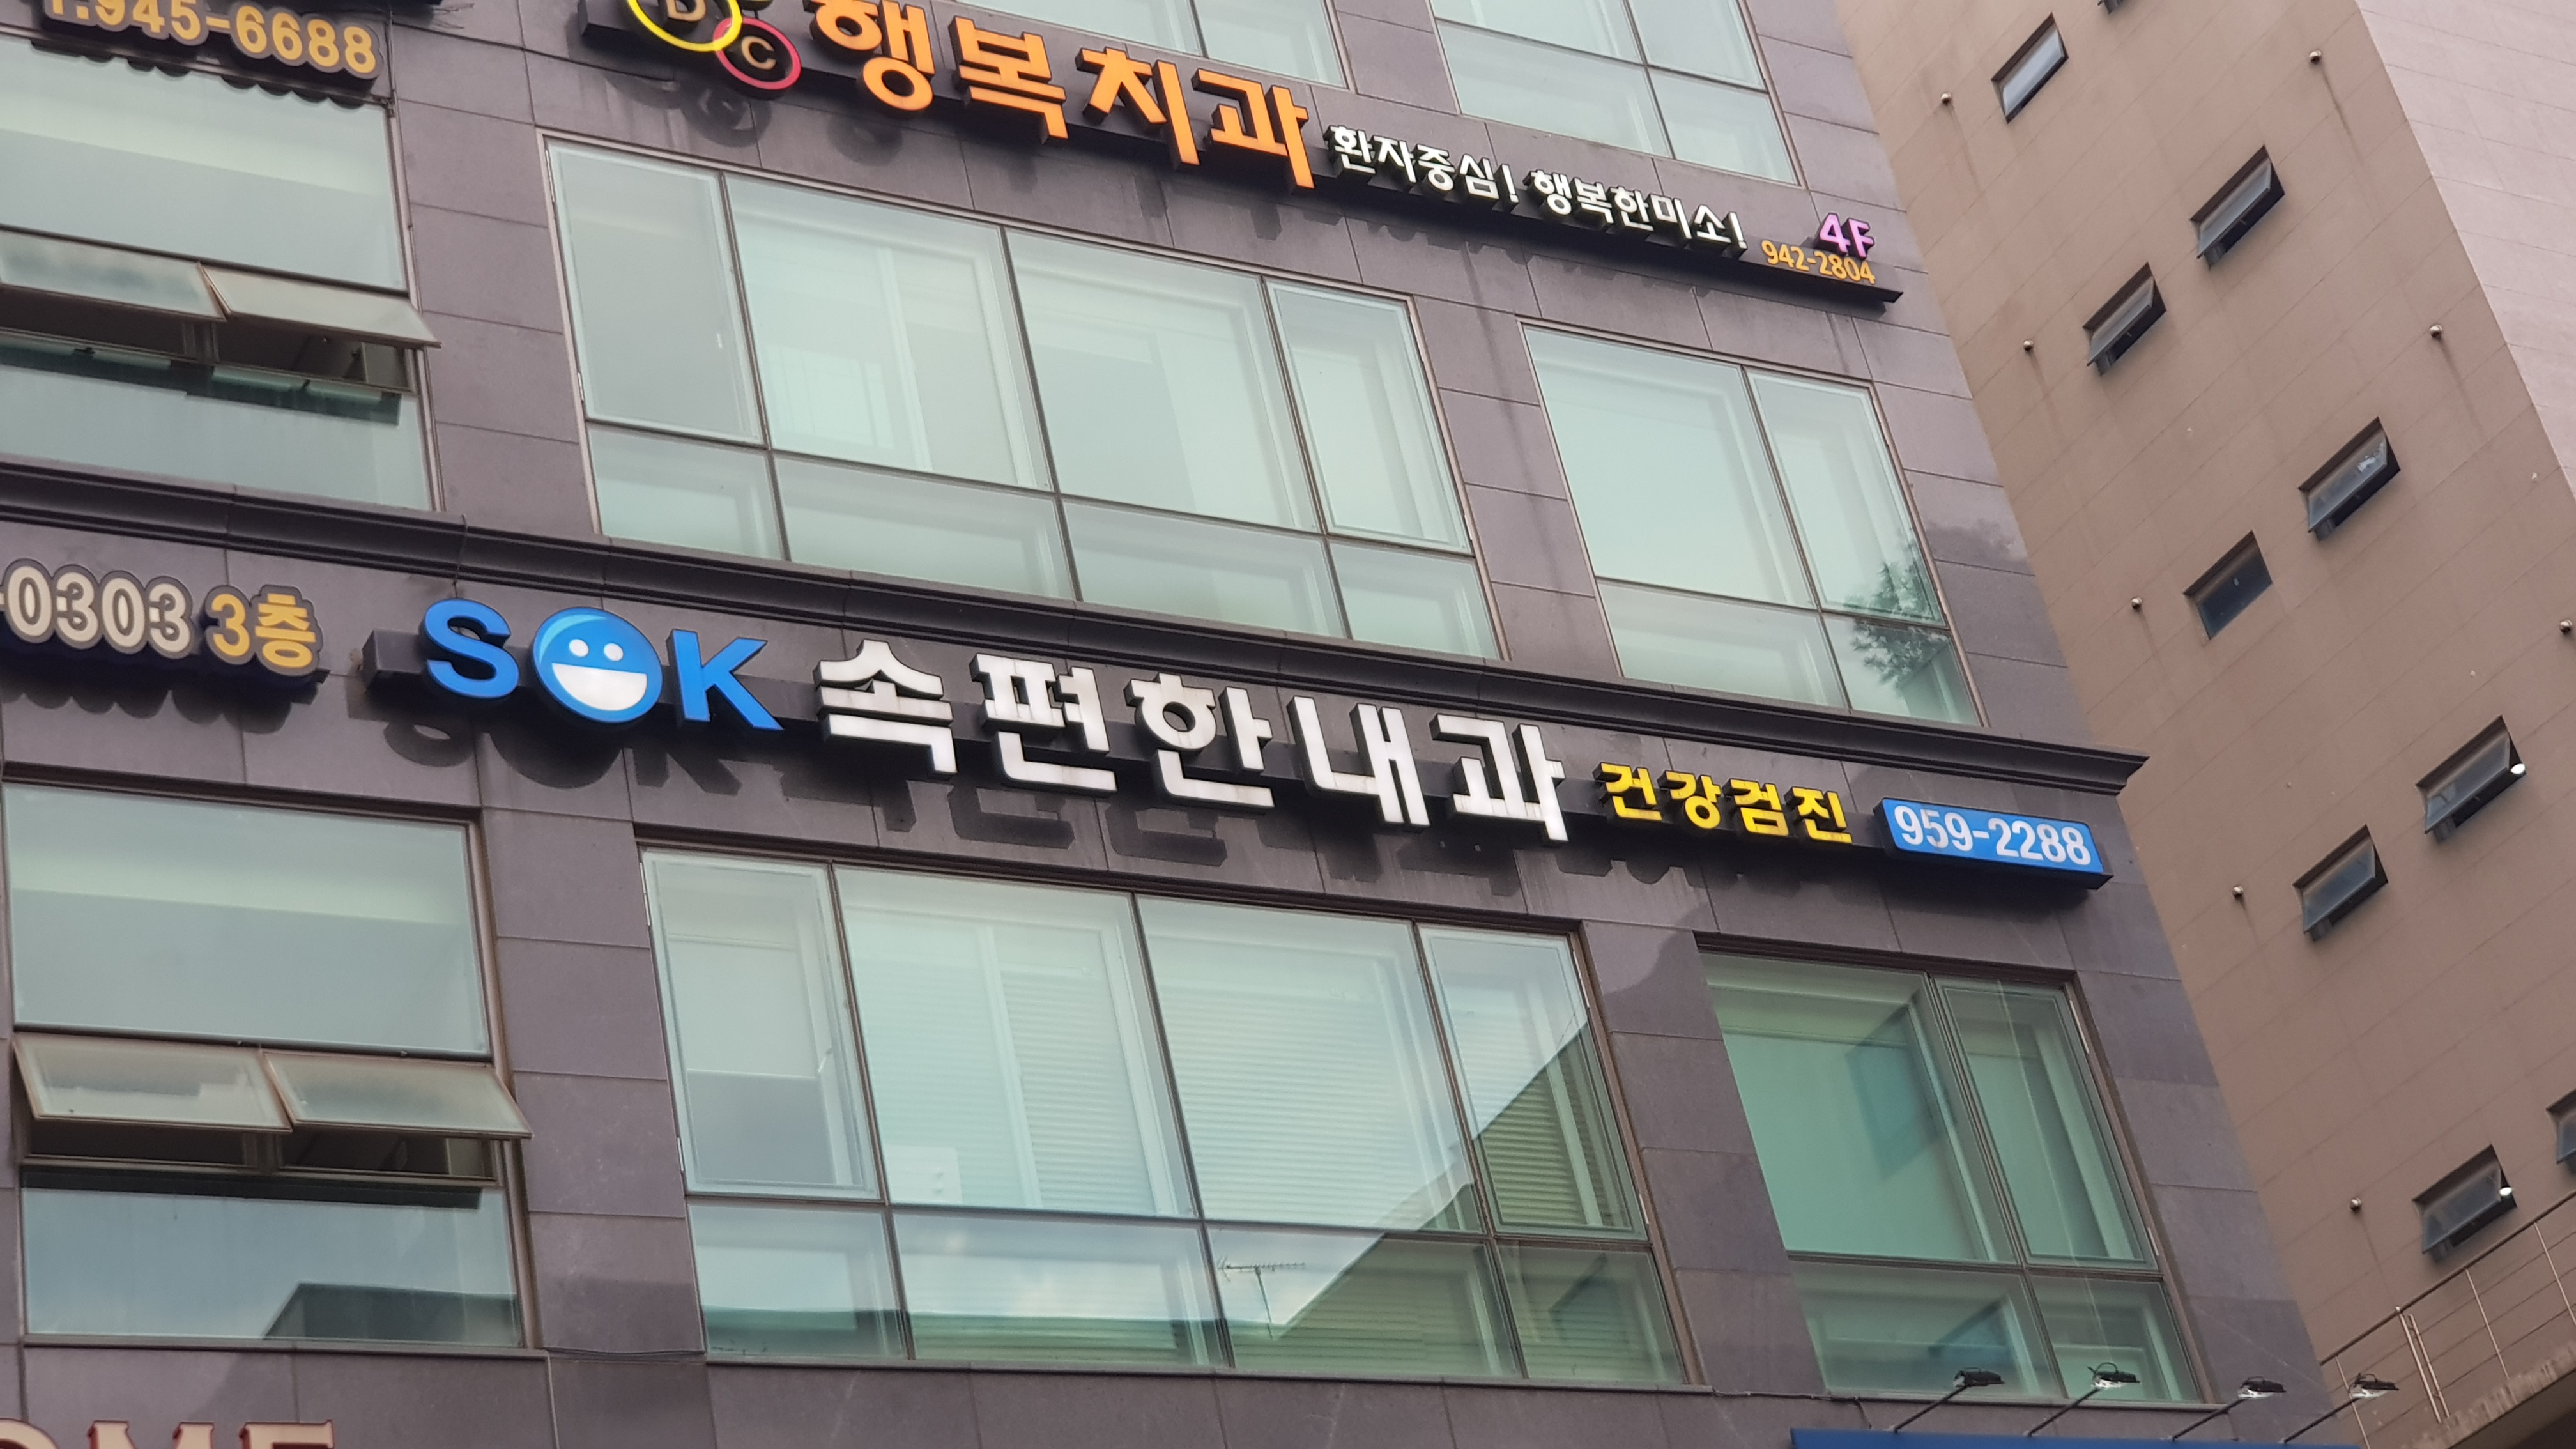 945-6688
D C 행복치과 환자중심! 행복한미소! 4F
942-2804
-0303 3층
SOK 속편한내과 건강검진 959-2288